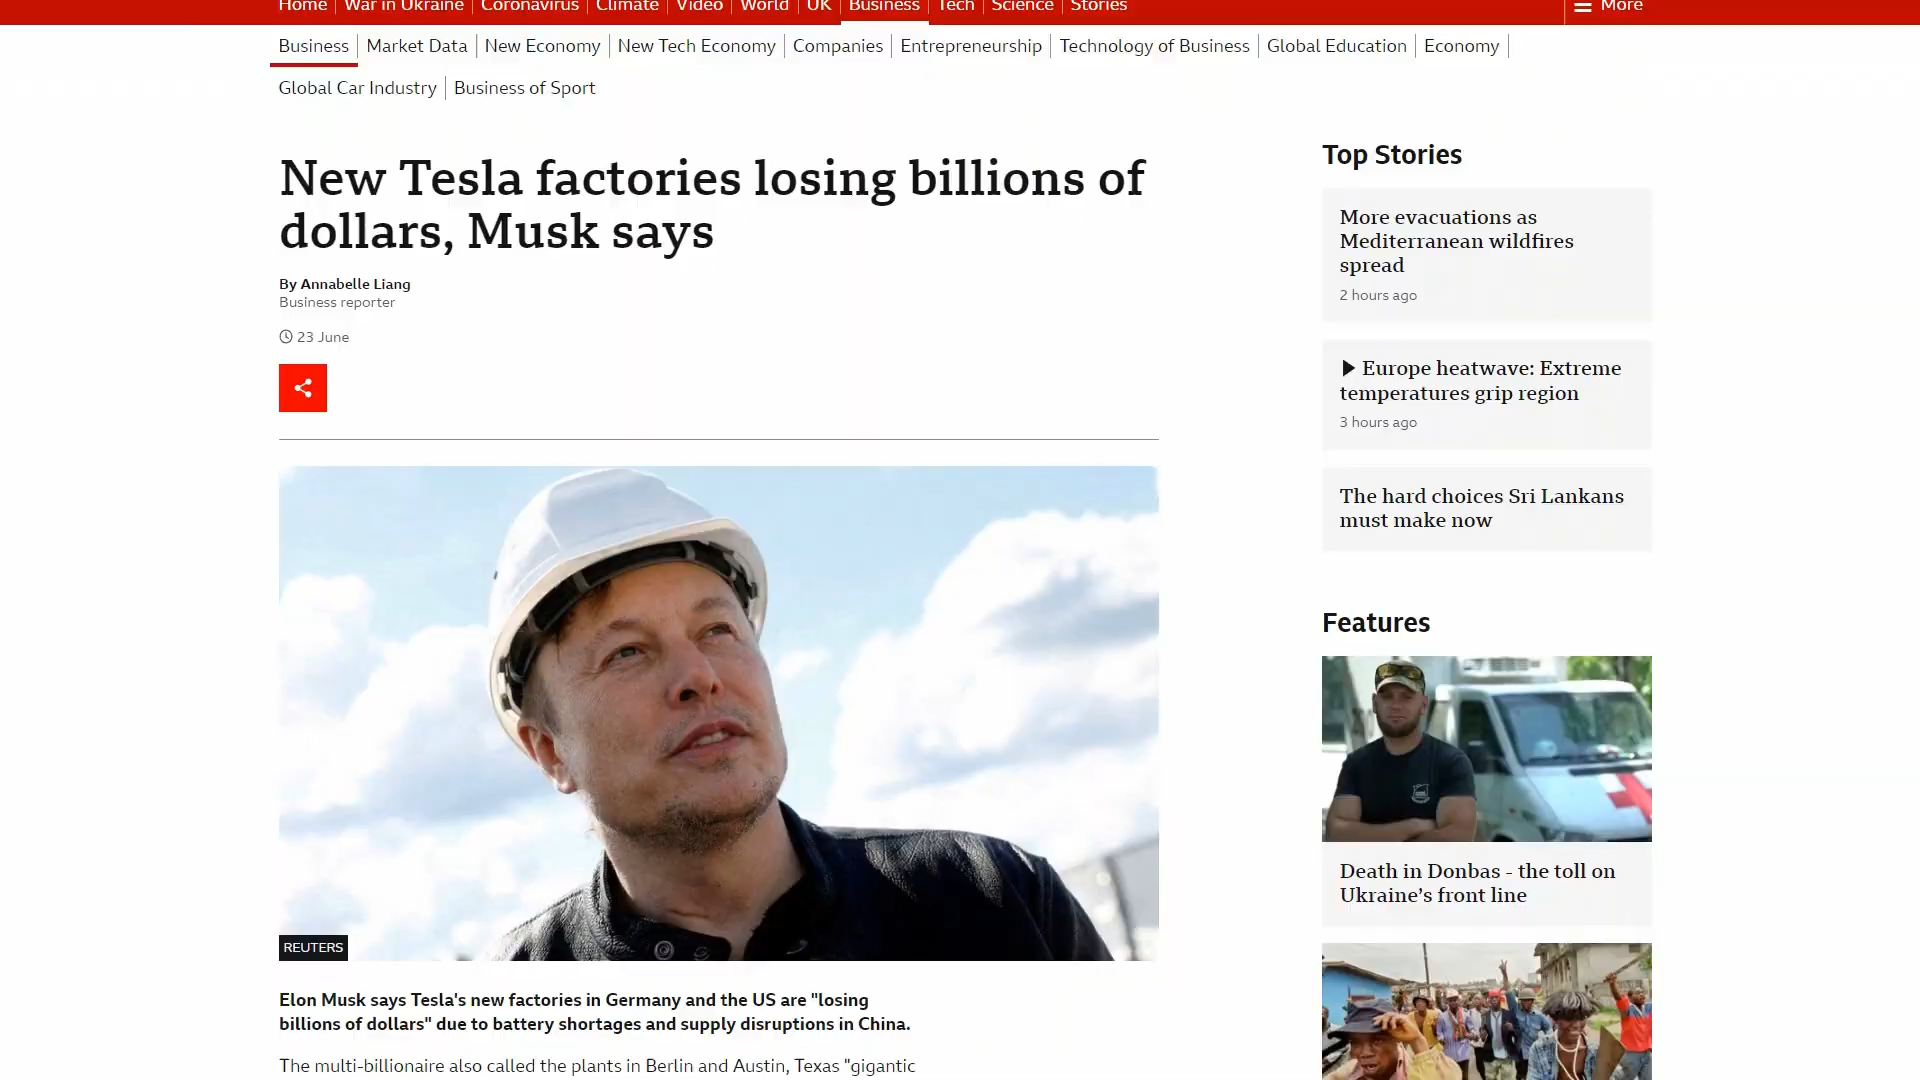 Home
War in Ukraine
Coronavirus
Climate
Video
World
UK
Business
Tech
Science
Stories
More
Business
Market Data
New Economy
New Tech Economy
Companies
Entrepreneurship
Technology of Business
Global Education
Economy
Global Car Industry
Business of Sport
New Tesla factories losing billions of
dollars, Musk says
By Annabelle Liang
Business reporter
23 June
REUTERS
Elon Musk says Tesla's new factories in Germany and the US are "losing
billions of dollars" due to battery shortages and supply disruptions in China.
The multi-billionaire also called the plants in Berlin and Austin, Texas "gigantic
Top Stories
More evacuations as
Mediterranean wildfires
spread
2 hours ago
Europe heatwave: Extreme
temperatures grip region
3 hours ago
The hard choices Sri Lankans
must make now
Features
Death in Donbas - the toll on
Ukraine’s front line